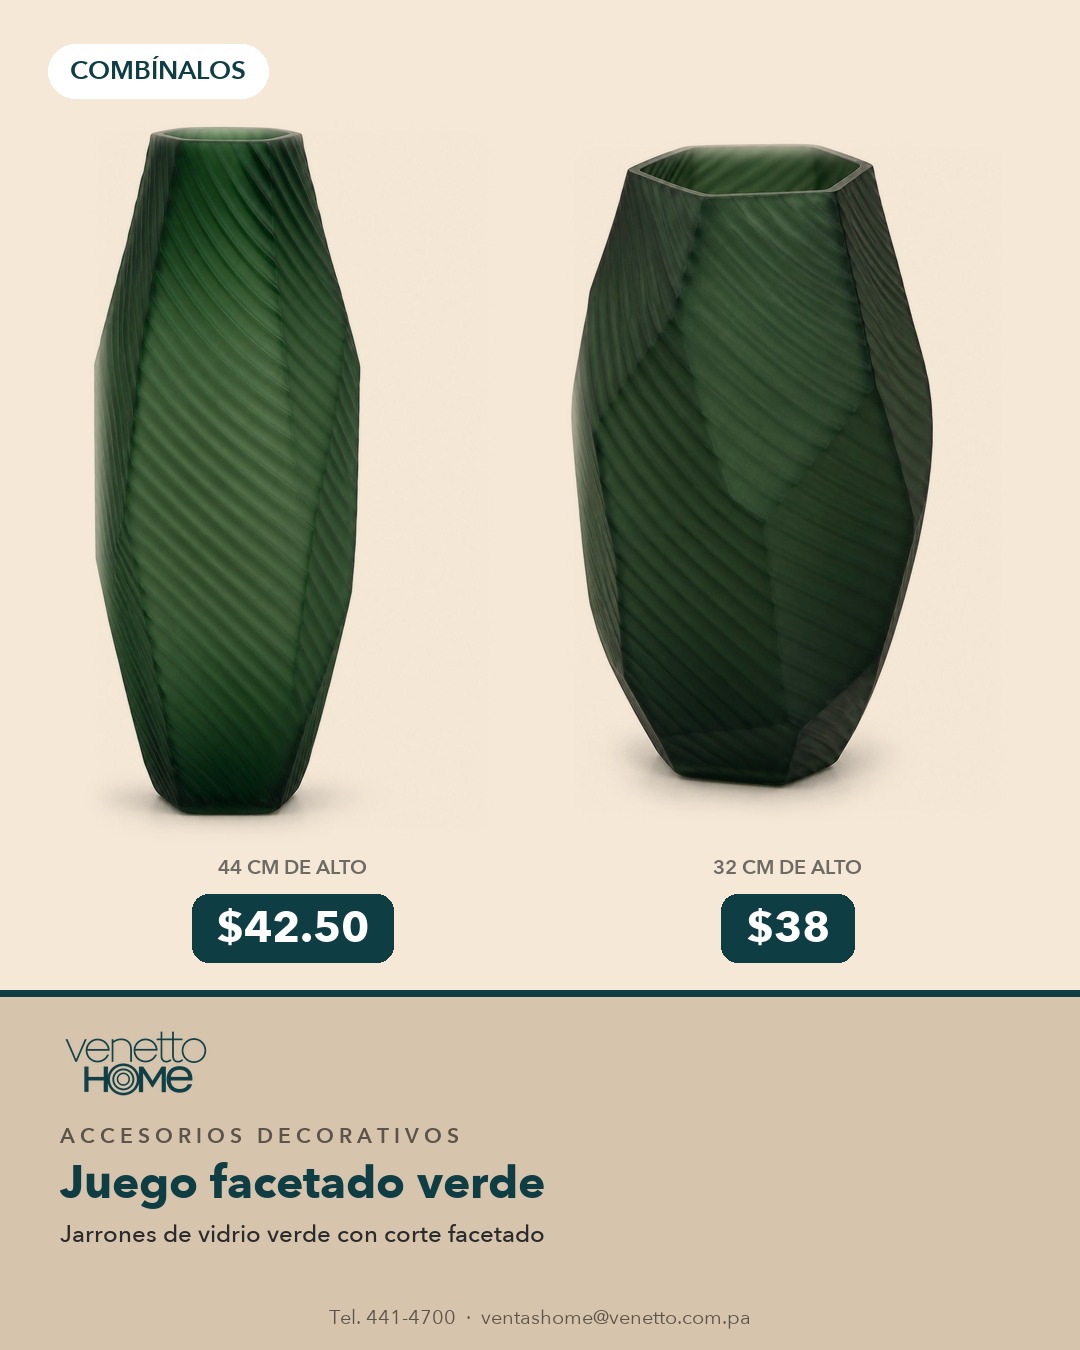 COMBÍNALOS
44 CM DE ALTO
$42.50
32 CM DE ALTO
$38
venetto
HOMe
ACCESORIOS DECORATIVOS
Juego facetado verde
Jarrones de vidrio verde con corte facetado
Tel. 441-4700 · ventashome@venetto.com.pa